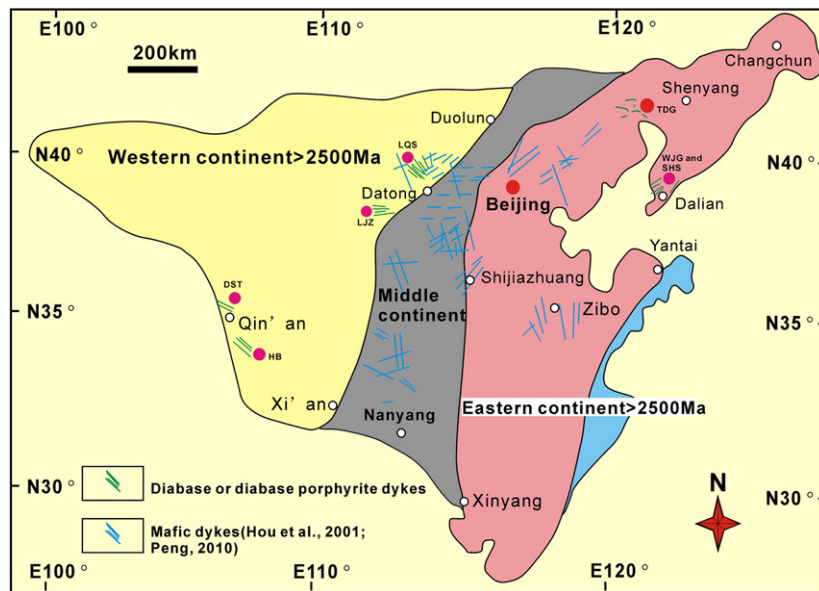 E100°
E110°
E120°
200km
Changchun
Shenyang
TDG
Duolun
N40°
Western continent>2500Ma
LQS
N40°
WJG and
SHS
Datong
Beijing
Dalian
LJZ
Yantai
DST
Shijiazhuang
Middle
continent
N35°
Qin’ an
Zibo
N35°
HB
Xi’ an
Nanyang
Eastern continent>2500Ma
N30°
Diabase or diabase porphyrite dykes
Xinyang
N
N30°
Mafic dykes(Hou et al., 2001;
Peng, 2010)
E100°
E110°
E120°